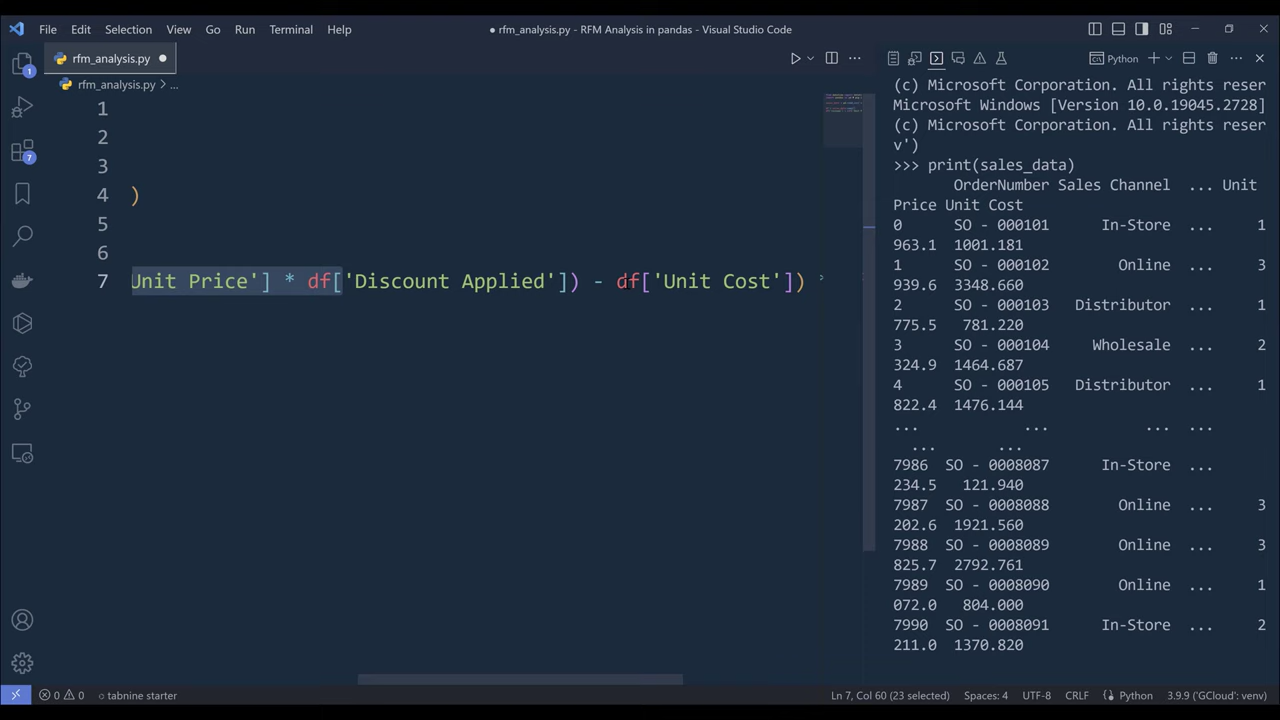 File Edit Selection View Go Run Terminal Help
● rfm_analysis.py - RFM Analysis in pandas - Visual Studio Code
rfm_analysis.py ●
rfm_analysis.py > ...
1
7
1
2
3
4 )
5
6
7 Unit Price'] * df['Discount Applied']) - df['Unit Cost']) *
Python
(c) Microsoft Corporation. All rights reser
Microsoft Windows [Version 10.0.19045.2728]
(c) Microsoft Corporation. All rights reser
v')
>>> print(sales_data)
OrderNumber Sales Channel ... Unit
Price Unit Cost
0 SO - 000101 In-Store ... 1
963.1 1001.181
1 SO - 000102 Online ... 3
939.6 3348.660
2 SO - 000103 Distributor ... 1
775.5 781.220
3 SO - 000104 Wholesale ... 2
324.9 1464.687
4 SO - 000105 Distributor ... 1
822.4 1476.144
... ... ... ...
... ...
7986 SO - 0008087 In-Store ... 1
234.5 121.940
7987 SO - 0008088 Online ... 3
202.6 1921.560
7988 SO - 0008089 Online ... 3
825.7 2792.761
7989 SO - 0008090 Online ... 1
072.0 804.000
7990 SO - 0008091 In-Store ... 2
211.0 1370.820
0 0 tabnine starter
Ln 7, Col 60 (23 selected) Spaces: 4 UTF-8 CRLF Python 3.9.9 ('GCloud': venv)